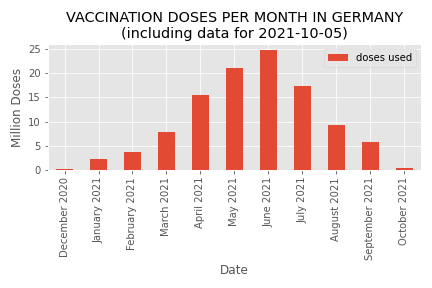 VACCINATION DOSES PER MONTH IN GERMANY
(including data for 2021-10-05)
Million Doses
25
20
15
10
5
0
doses used
December 2020
January 2021
February 2021
March 2021
April 2021
May 2021
June 2021
July 2021
August 2021
September 2021
October 2021
Date